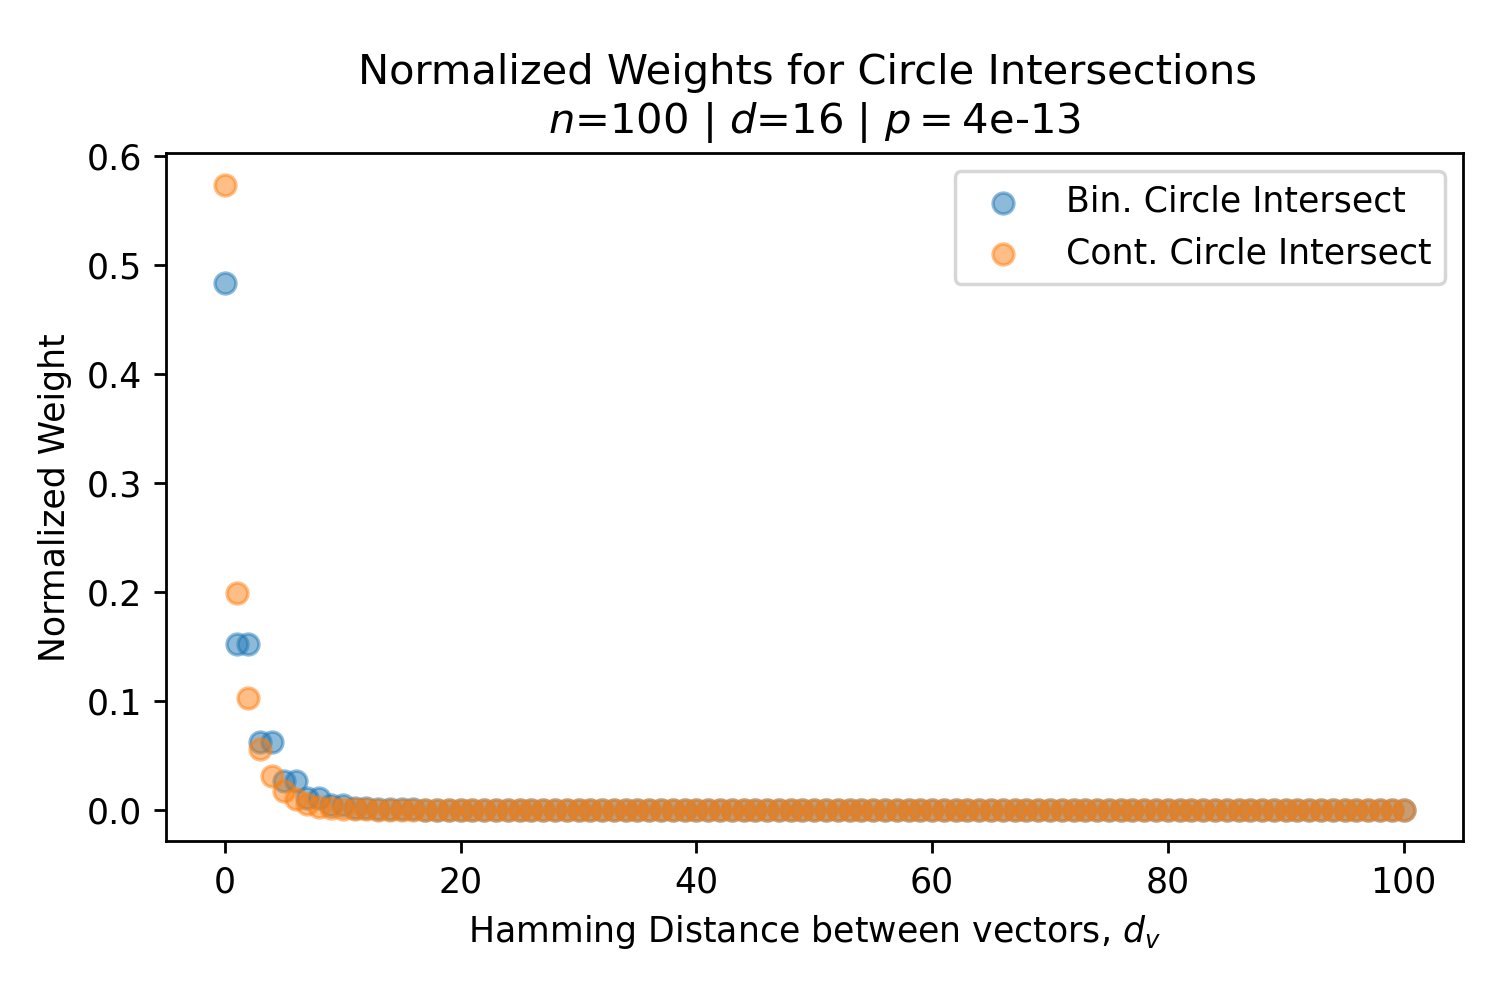 Normalized Weights for Circle Intersections
n=100 | d=16 | p = 4e-13
Bin. Circle Intersect
Cont. Circle Intersect
Normalized Weight
0.6
0.5
0.4
0.3
0.2
0.1
0.0
0 20 40 60 80 100
Hamming Distance between vectors, d_v